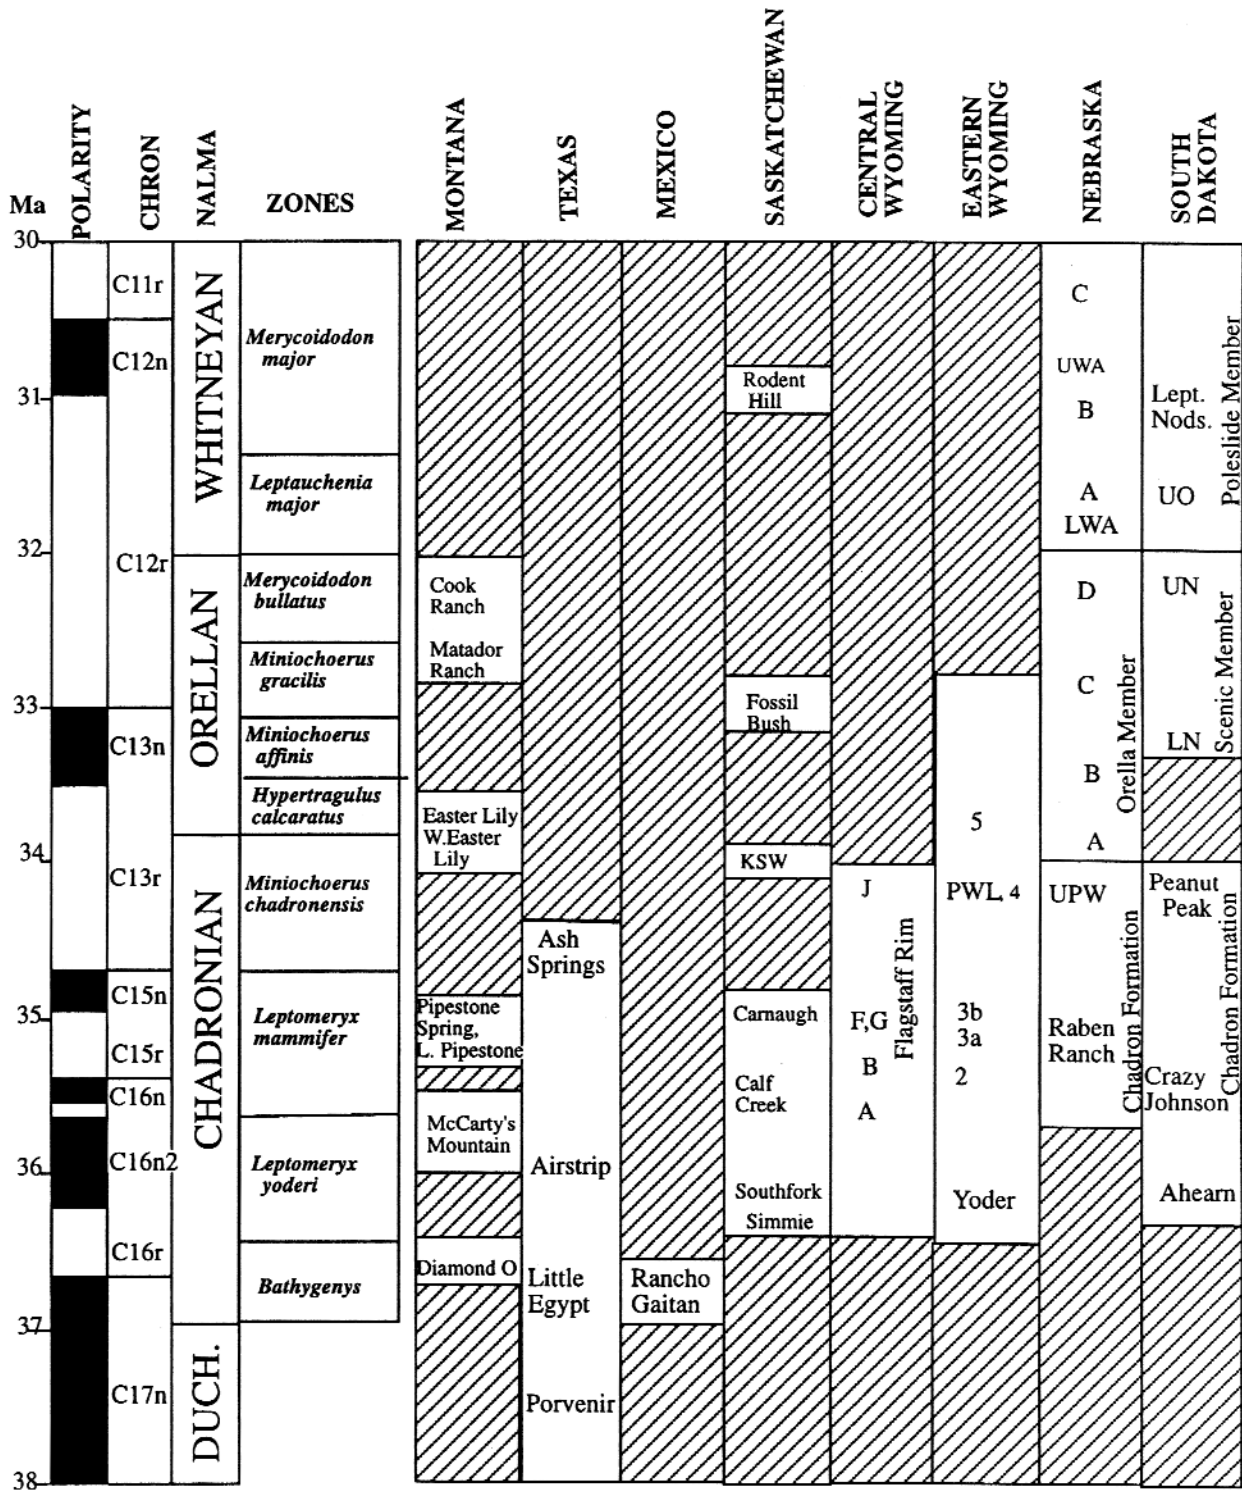 Ma
POLARITY
CHRON
NALMA
ZONES
MONTANA
TEXAS
MEXICO
SASKATCHEWAN
CENTRAL
WYOMING
EASTERN
WYOMING
NEBRASKA
SOUTH
DAKOTA
30
31
32
33
34
35
36
37
38
C11r
C12n
C12r
C13n
C13r
C15n
C15r
C16n
C16n2
C16r
C17n
WHITNEYAN
ORELLAN
CHADRONIAN
DUCH.
Merycoidodon
major
Leptauchenia
major
Merycoidodon
bullatus
Miniochoerus
gracilis
Miniochoerus
affinis
Hypertragulus
calcaratus
Miniochoerus
chadronensis
Leptomeryx
mammifer
Leptomeryx
yoderi
Bathygenys
Cook
Ranch
Matador
Ranch
Easter Lily
W.Easter
Lily
Pipestone
Spring,
L. Pipestone
McCarty's
Mountain
Diamond O
Ash
Springs
Airstrip
Little
Egypt
Porvenir
Rancho
Gaitan
Rodent
Hill
Fossil
Bush
KSW
Carnaugh
Calf
Creek
Southfork
Simmie
J
F,G
B
A
Flagstaff Rim
5
PWL, 4
3b
3a
2
Yoder
C
UWA
B
A
LWA
D
C
B
A
Orella Member
UPW
Raben
Ranch
Chadron Formation
Lept.
Nods.
UO
Poleslide Member
UN
LN
Scenic Member
Peanut
Peak
Crazy
Johnson
Ahearn
Chadron Formation